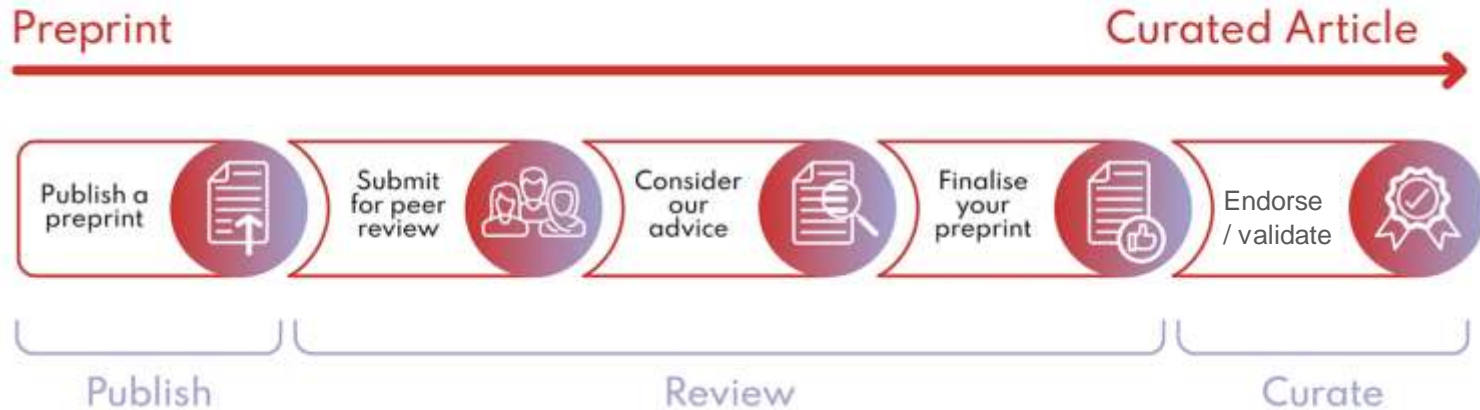 Preprint
Curated Article
Publish a
preprint
Submit
for peer
review
Consider
our
advice
Finalise
your
preprint
Endorse
/ validate
Publish
Review
Curate